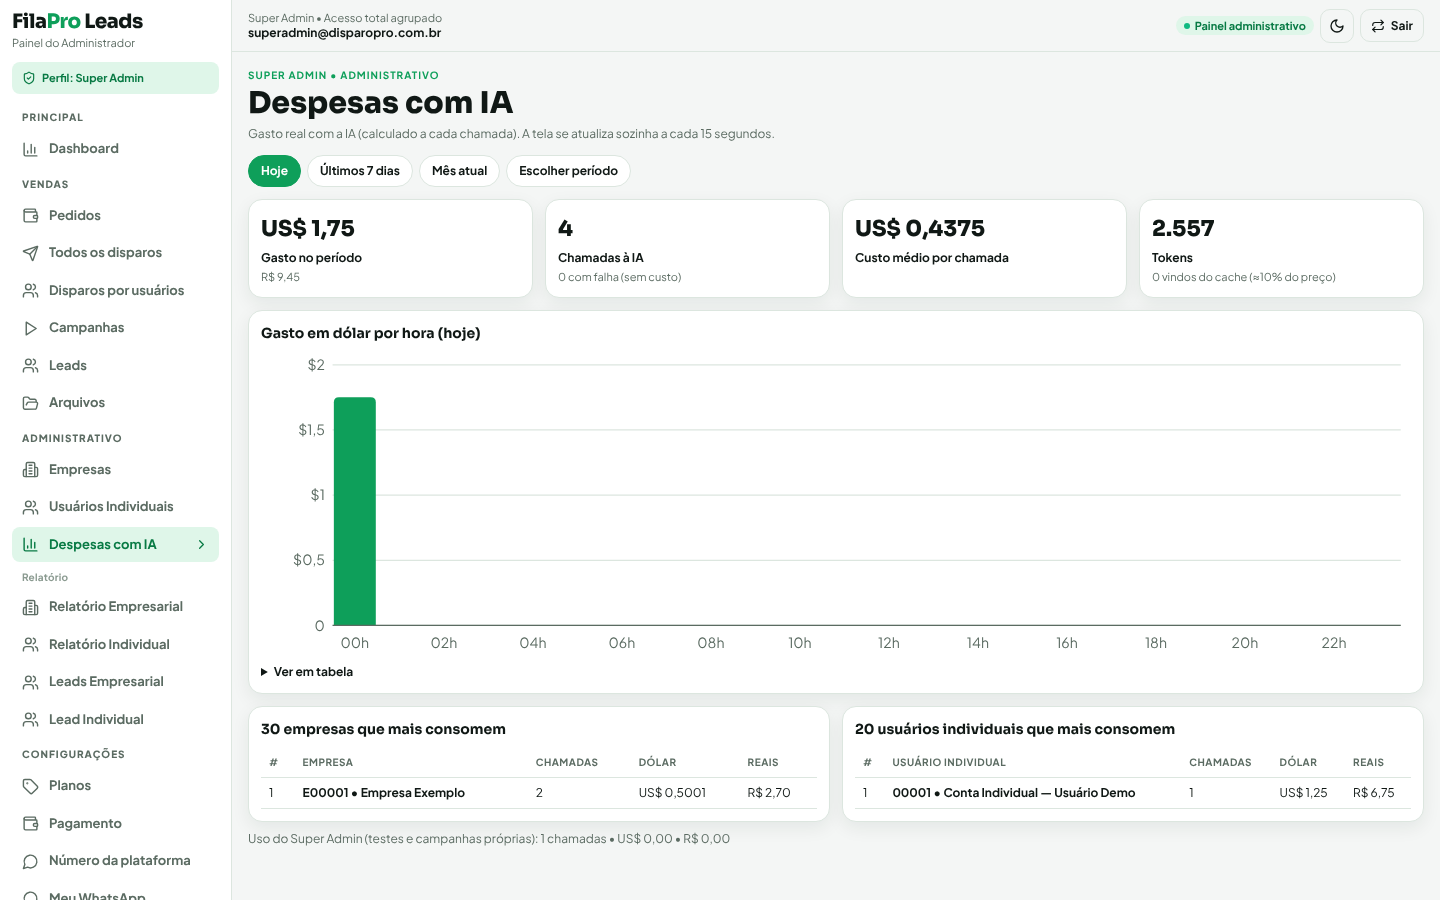 FilaPro Leads
Painel do Administrador
Perfil: Super Admin
PRINCIPAL
Dashboard
VENDAS
Pedidos
Todos os disparos
Disparos por usuários
Campanhas
Leads
Arquivos
ADMINISTRATIVO
Empresas
Usuários Individuais
Despesas com IA
Relatório
Relatório Empresarial
Relatório Individual
Leads Empresarial
Lead Individual
CONFIGURAÇÕES
Planos
Pagamento
Número da plataforma
Meu WhatsApp
Super Admin • Acesso total agrupado
superadmin@disparopro.com.br
Painel administrativo
Sair
SUPER ADMIN • ADMINISTRATIVO
Despesas com IA
Gasto real com a IA (calculado a cada chamada). A tela se atualiza sozinha a cada 15 segundos.
Hoje
Últimos 7 dias
Mês atual
Escolher período
US$ 1,75
Gasto no período
R$ 9,45
4
Chamadas à IA
0 com falha (sem custo)
US$ 0,4375
Custo médio por chamada
2.557
Tokens
0 vindos do cache (≈10% do preço)
Gasto em dólar por hora (hoje)
$2
$1,5
$1
$0,5
0
00h 02h 04h 06h 08h 10h 12h 14h 16h 18h 20h 22h
Ver em tabela
30 empresas que mais consomem
# EMPRESA CHAMADAS DÓLAR REAIS
1 E00001 • Empresa Exemplo 2 US$ 0,5001 R$ 2,70
20 usuários individuais que mais consomem
# USUÁRIO INDIVIDUAL CHAMADAS DÓLAR REAIS
1 00001 • Conta Individual — Usuário Demo 1 US$ 1,25 R$ 6,75
Uso do Super Admin (testes e campanhas próprias): 1 chamadas • US$ 0,00 • R$ 0,00